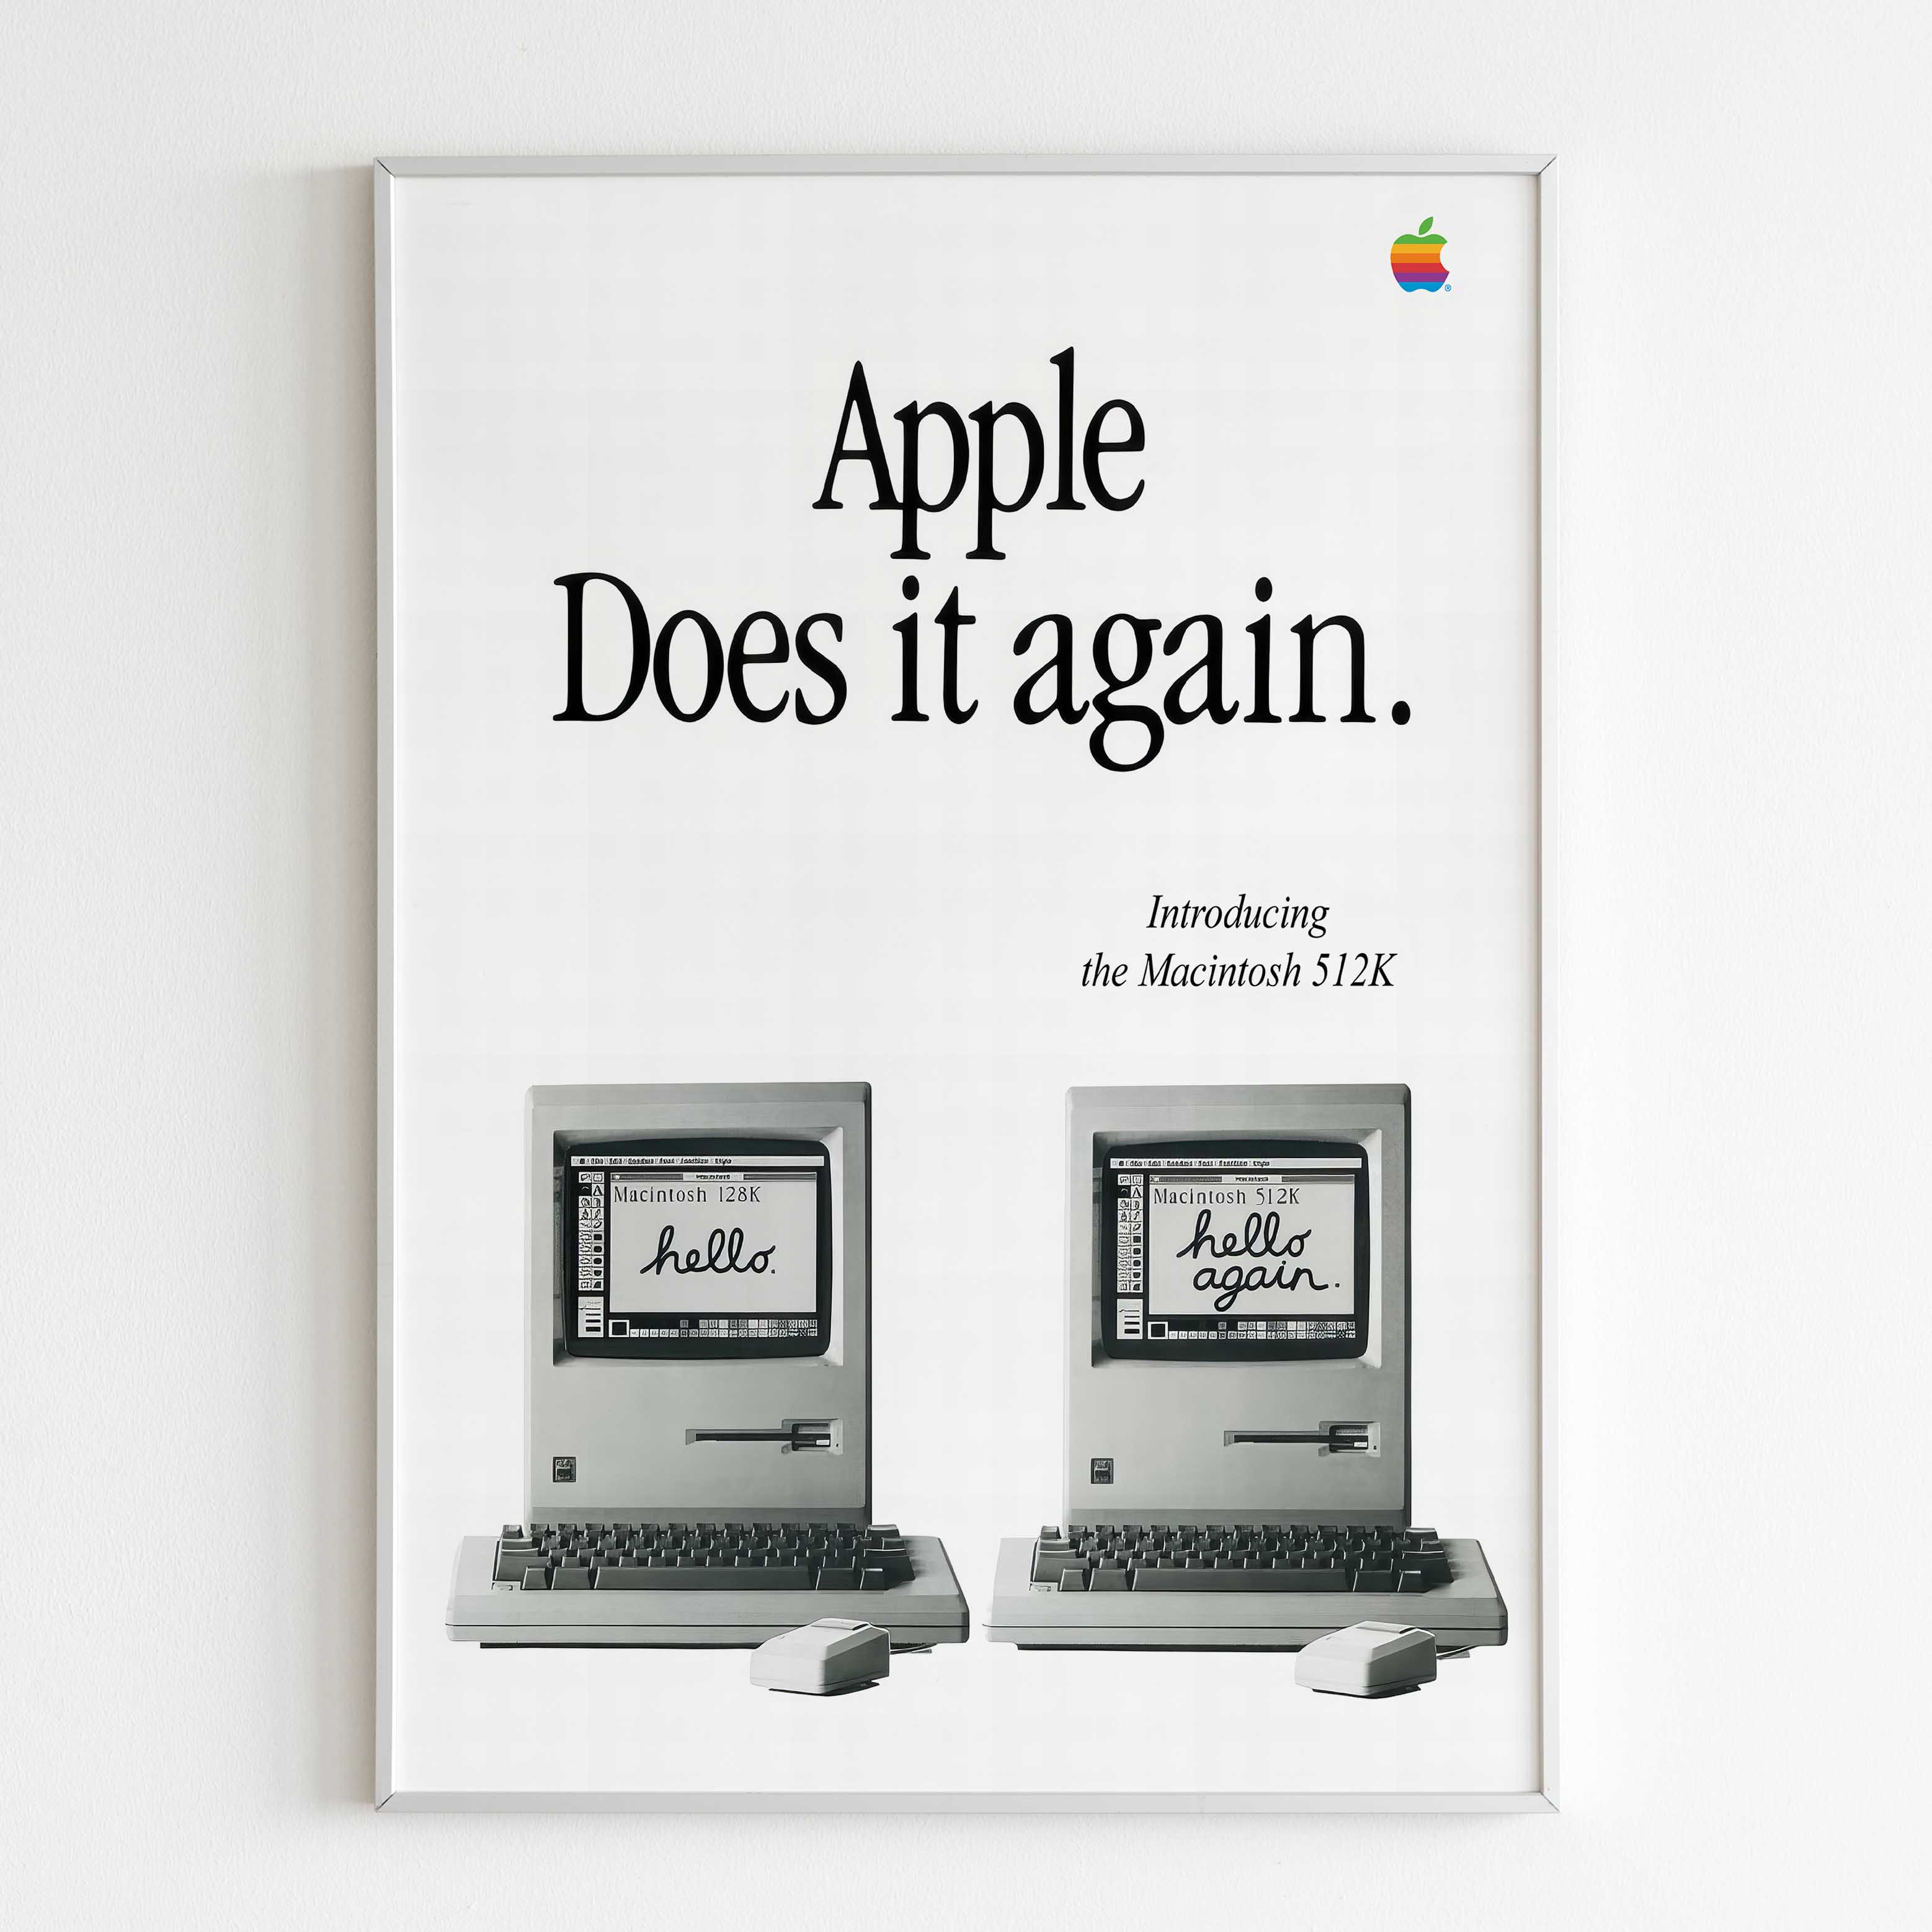 Apple
Does it again.
Introducing
the Macintosh 512K
Macintosh 128K
hello.
Macintosh 512K
hello
again.